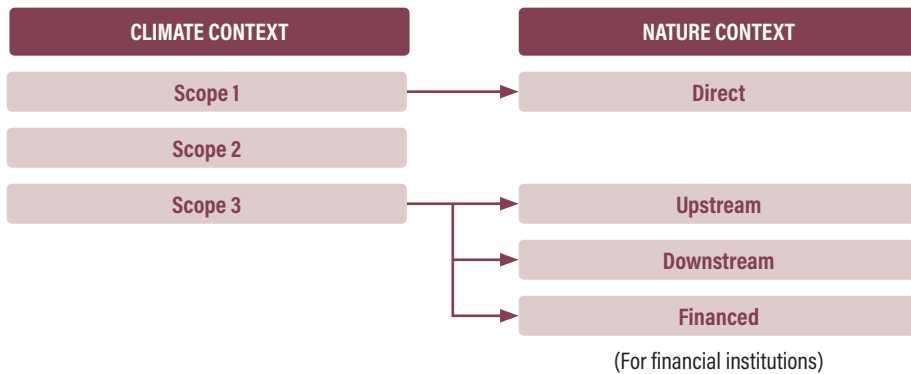 CLIMATE CONTEXT
NATURE CONTEXT
Scope 1
Direct
Scope 2
Scope 3
Upstream
Downstream
Financed
(For financial institutions)